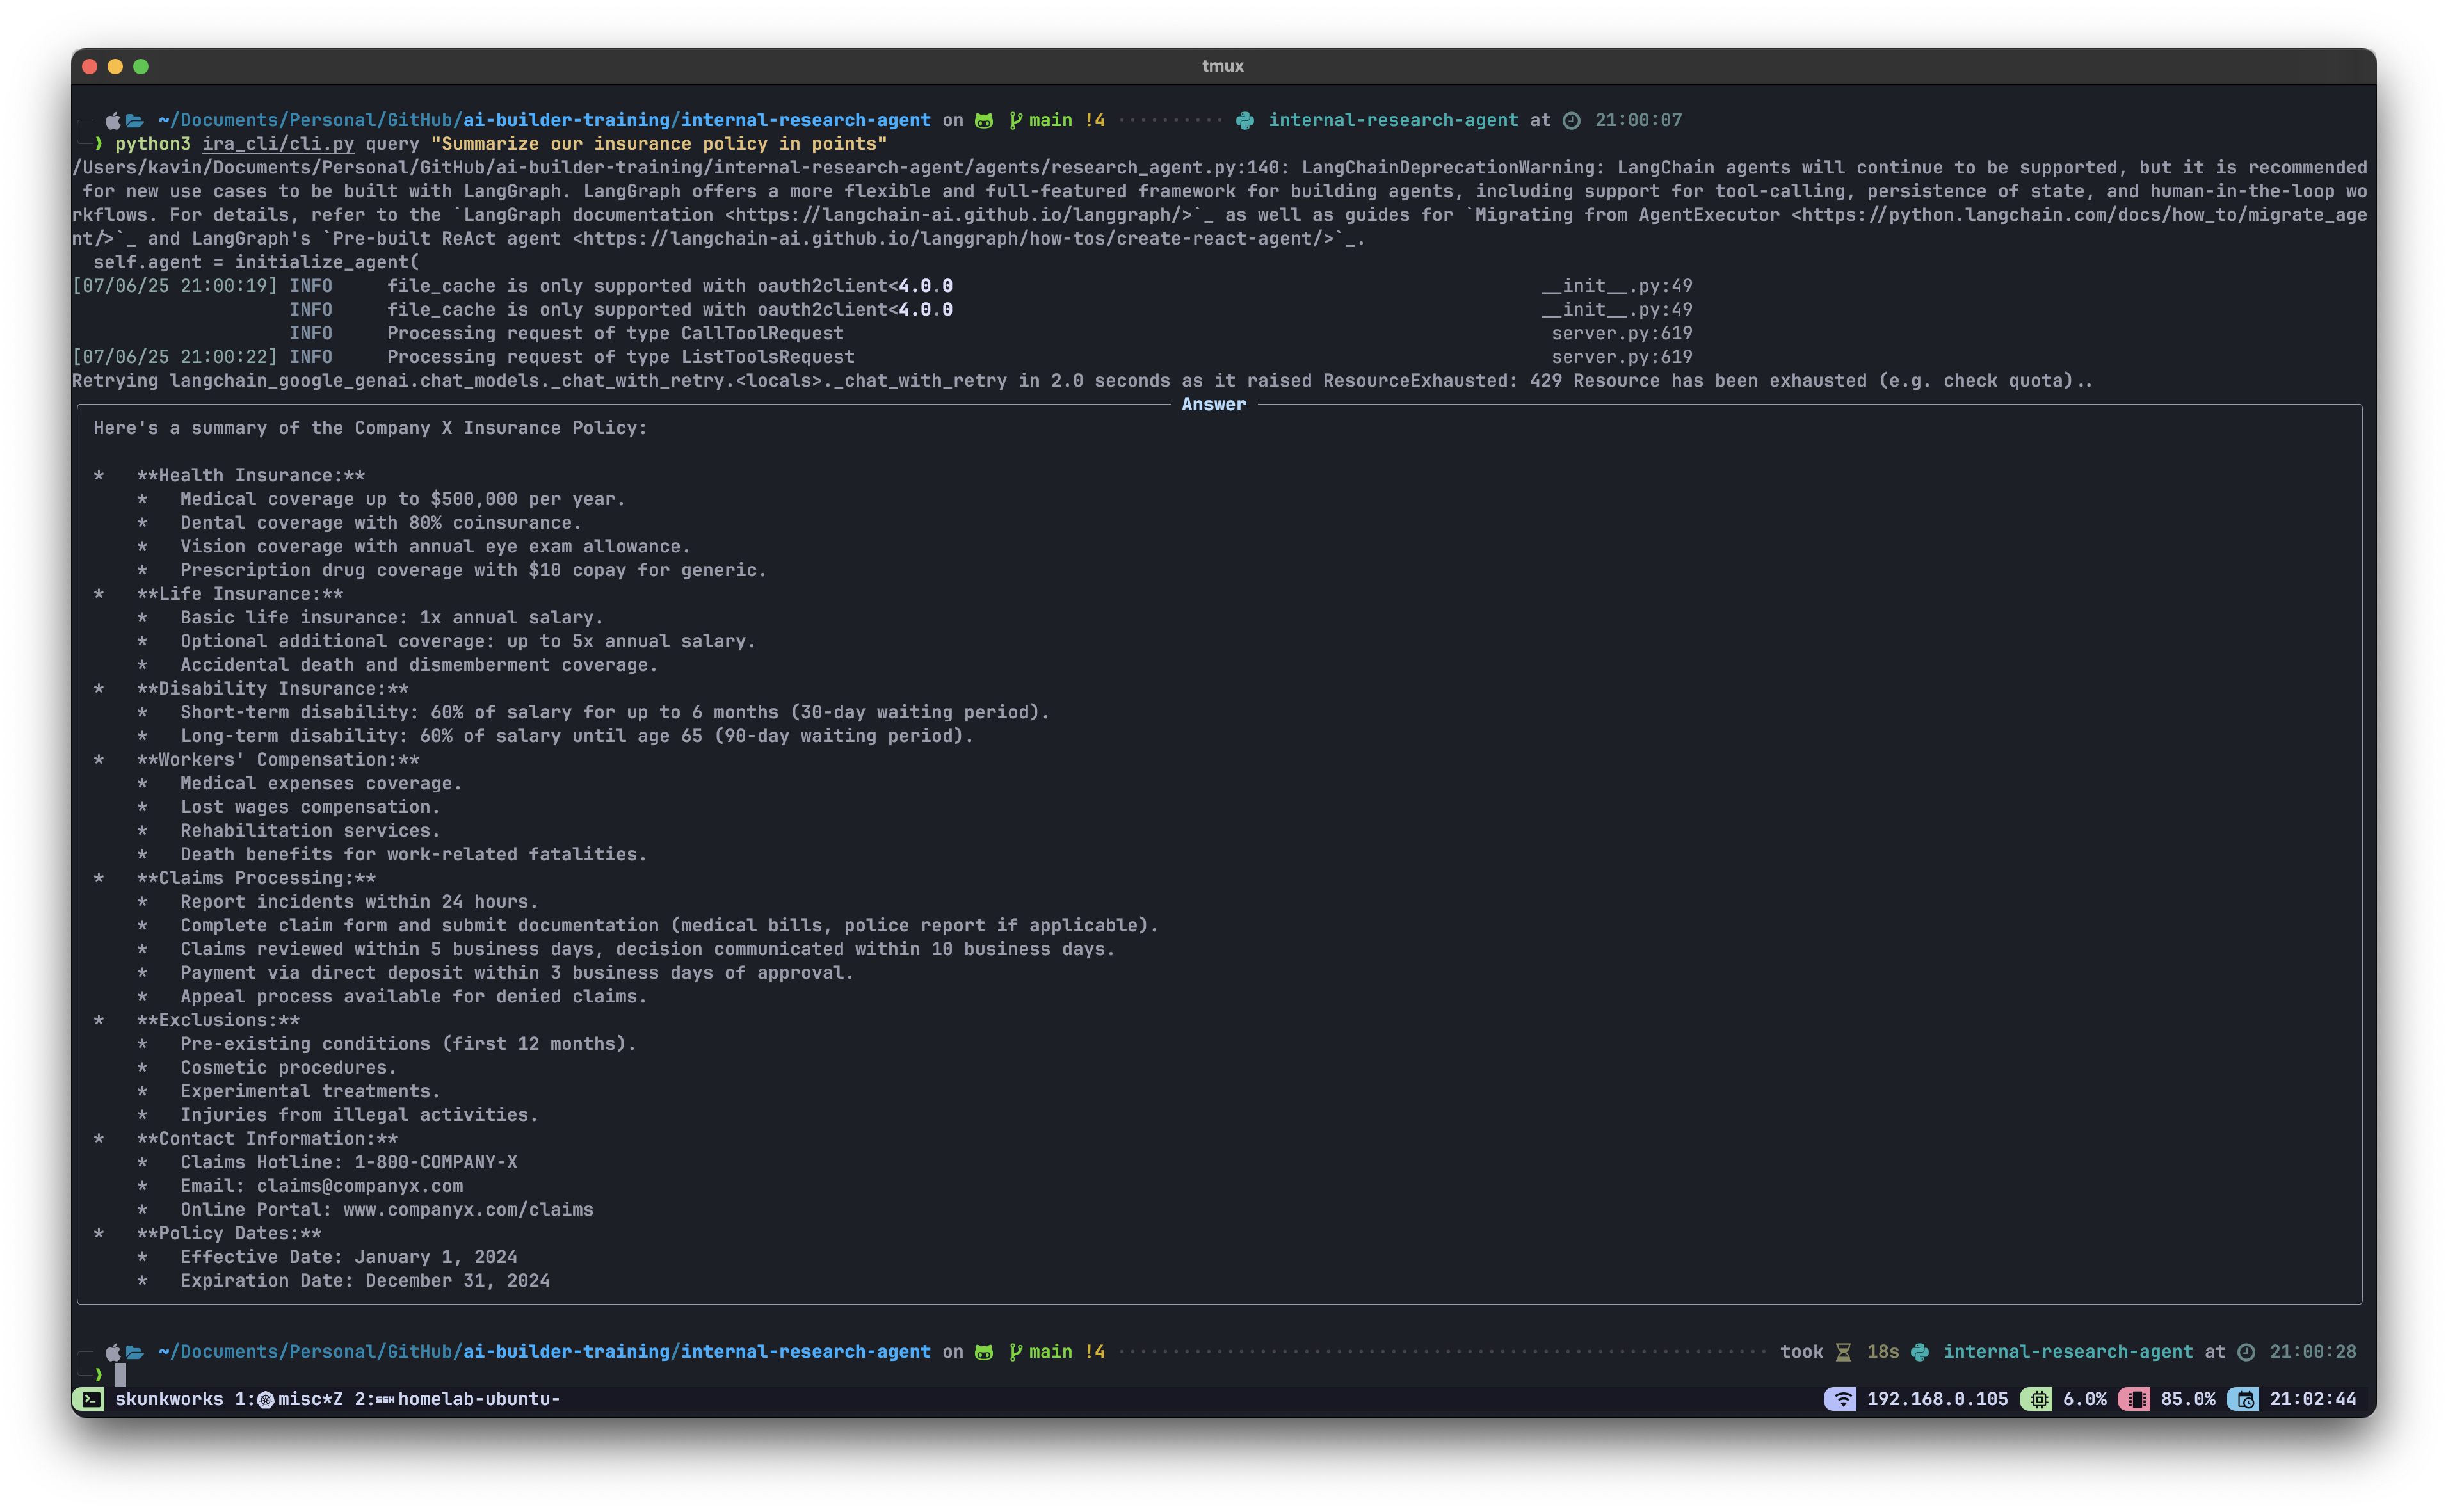 tmux
~/Documents/Personal/GitHub/ai-builder-training/internal-research-agent on main !4 ·········· internal-research-agent at 21:00:07
❯ python3 ira_cli/cli.py query "Summarize our insurance policy in points"
/Users/kavin/Documents/Personal/GitHub/ai-builder-training/internal-research-agent/agents/research_agent.py:140: LangChainDeprecationWarning: LangChain agents will continue to be supported, but it is recommended
for new use cases to be built with LangGraph. LangGraph offers a more flexible and full-featured framework for building agents, including support for tool-calling, persistence of state, and human-in-the-loop wo
rkflows. For details, refer to the `LangGraph documentation <https://langchain-ai.github.io/langgraph/>`_ as well as guides for `Migrating from AgentExecutor <https://python.langchain.com/docs/how_to/migrate_age
nt/>`_ and LangGraph's `Pre-built ReAct agent <https://langchain-ai.github.io/langgraph/how-tos/create-react-agent/>`_.
self.agent = initialize_agent(
[07/06/25 21:00:19] INFO file_cache is only supported with oauth2client<4.0.0 __init__.py:49
INFO file_cache is only supported with oauth2client<4.0.0 __init__.py:49
INFO Processing request of type CallToolRequest server.py:619
[07/06/25 21:00:22] INFO Processing request of type ListToolsRequest server.py:619
Retrying langchain_google_genai.chat_models._chat_with_retry.<locals>._chat_with_retry in 2.0 seconds as it raised ResourceExhausted: 429 Resource has been exhausted (e.g. check quota)..
Answer
Here's a summary of the Company X Insurance Policy:
* **Health Insurance:**
* Medical coverage up to $500,000 per year.
* Dental coverage with 80% coinsurance.
* Vision coverage with annual eye exam allowance.
* Prescription drug coverage with $10 copay for generic.
* **Life Insurance:**
* Basic life insurance: 1x annual salary.
* Optional additional coverage: up to 5x annual salary.
* Accidental death and dismemberment coverage.
* **Disability Insurance:**
* Short-term disability: 60% of salary for up to 6 months (30-day waiting period).
* Long-term disability: 60% of salary until age 65 (90-day waiting period).
* **Workers' Compensation:**
* Medical expenses coverage.
* Lost wages compensation.
* Rehabilitation services.
* Death benefits for work-related fatalities.
* **Claims Processing:**
* Report incidents within 24 hours.
* Complete claim form and submit documentation (medical bills, police report if applicable).
* Claims reviewed within 5 business days, decision communicated within 10 business days.
* Payment via direct deposit within 3 business days of approval.
* Appeal process available for denied claims.
* **Exclusions:**
* Pre-existing conditions (first 12 months).
* Cosmetic procedures.
* Experimental treatments.
* Injuries from illegal activities.
* **Contact Information:**
* Claims Hotline: 1-800-COMPANY-X
* Email: claims@companyx.com
* Online Portal: www.companyx.com/claims
* **Policy Dates:**
* Effective Date: January 1, 2024
* Expiration Date: December 31, 2024
~/Documents/Personal/GitHub/ai-builder-training/internal-research-agent on main !4 ·········· took 18s internal-research-agent at 21:00:28
❯
skunkworks 1:misc*Z 2:SSH homelab-ubuntu- 192.168.0.105 6.0% 85.0% 21:02:44